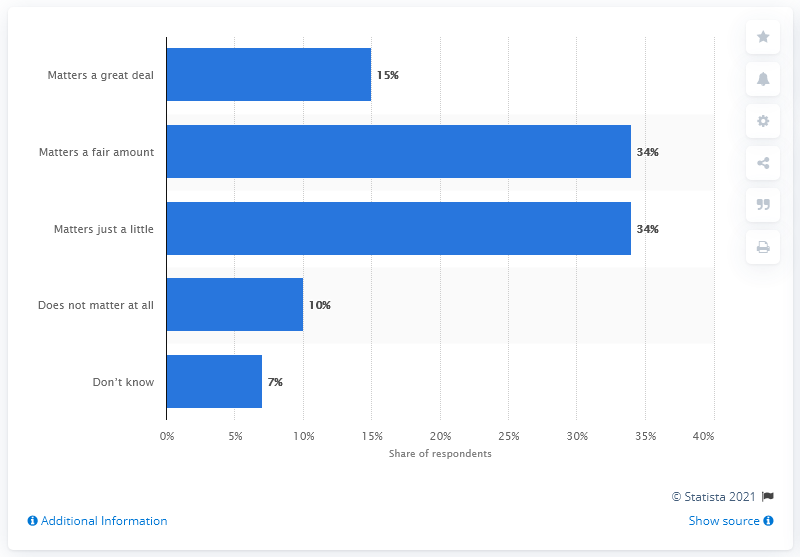 Matters a great deal
15%
Matters a fair amount
34%
Matters just a little
34%
Does not matter at all
10%
Don’t know
7%
0% 5% 10% 15% 20% 25% 30% 35% 40%
Share of respondents
© Statista 2021
Additional Information
Show source